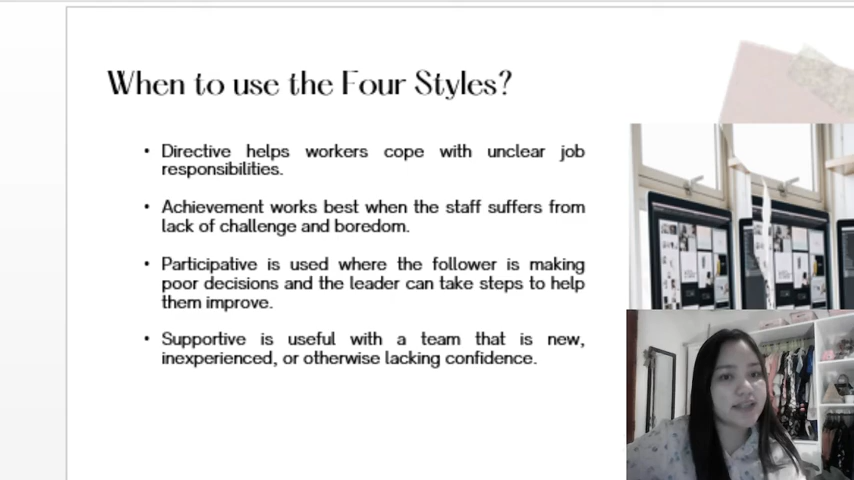 When to use the Four Styles?
• Directive helps workers cope with unclear job
responsibilities.
• Achievement works best when the staff suffers from
lack of challenge and boredom.
• Participative is used where the follower is making
poor decisions and the leader can take steps to help
them improve.
• Supportive is useful with a team that is new,
inexperienced, or otherwise lacking confidence.